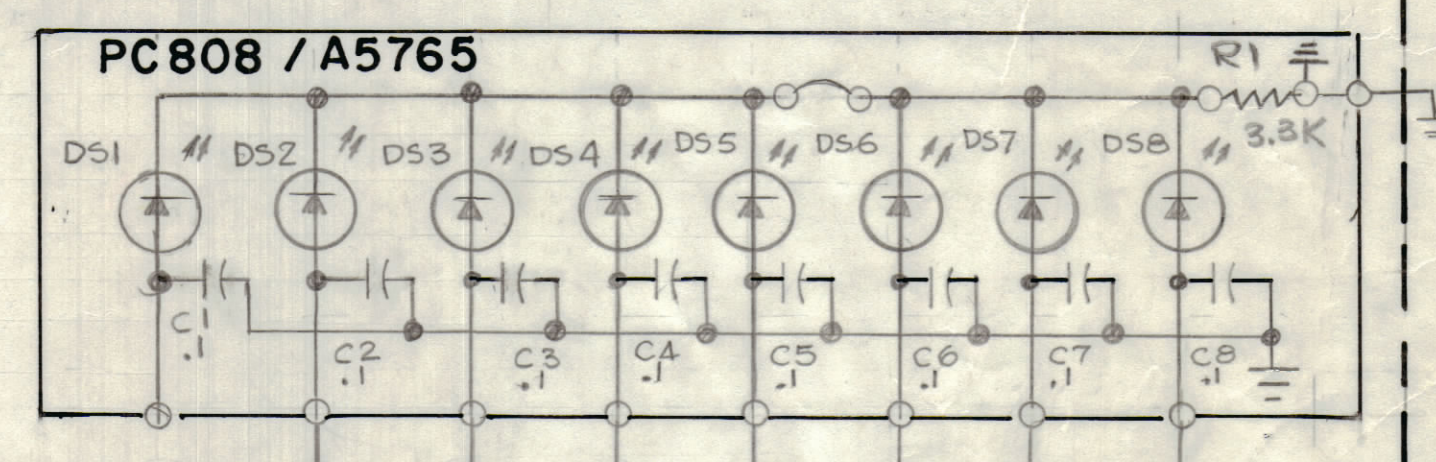 PC808 / A5765
R1
3.3K
DS1 DS2 DS3 DS4 DS5 DS6 DS7 DS8
C1 C2 C3 C4 C5 C6 C7 C8
.1 .1 .1 .1 .1 .1 .1 .1